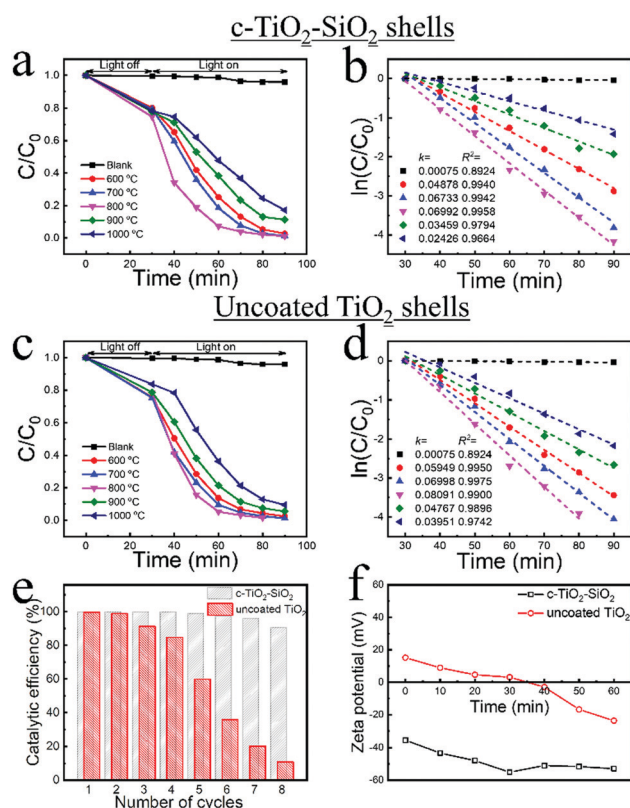 c-TiO2-SiO2 shells
a
Light off
Light on
C/C0
1.0
0.8
0.6
0.4
0.2
0.0
Blank
600 °C
700 °C
800 °C
900 °C
1000 °C
0 20 40 60 80 100
Time (min)
b
ln(C/C0)
0
-1
-2
-3
-4
k= R2=
0.00075 0.8924
0.04878 0.9940
0.06733 0.9942
0.06992 0.9958
0.03459 0.9794
0.02426 0.9664
30 40 50 60 70 80 90
Time (min)
Uncoated TiO2 shells
c
Light off
Light on
C/C0
1.0
0.8
0.6
0.4
0.2
0.0
Blank
600 °C
700 °C
800 °C
900 °C
1000 °C
0 20 40 60 80 100
Time (min)
d
ln(C/C0)
0
-1
-2
-3
-4
k= R2=
0.00075 0.8924
0.05949 0.9950
0.06998 0.9975
0.08091 0.9900
0.04767 0.9896
0.03951 0.9742
30 40 50 60 70 80 90
Time (min)
e
Catalytic efficiency (%)
100
80
60
40
20
0
c-TiO2-SiO2
uncoated TiO2
1 2 3 4 5 6 7 8
Number of cycles
f
Zeta potential (mV)
60
40
20
0
-20
-40
-60
c-TiO2-SiO2
uncoated TiO2
0 10 20 30 40 50 60
Time (min)